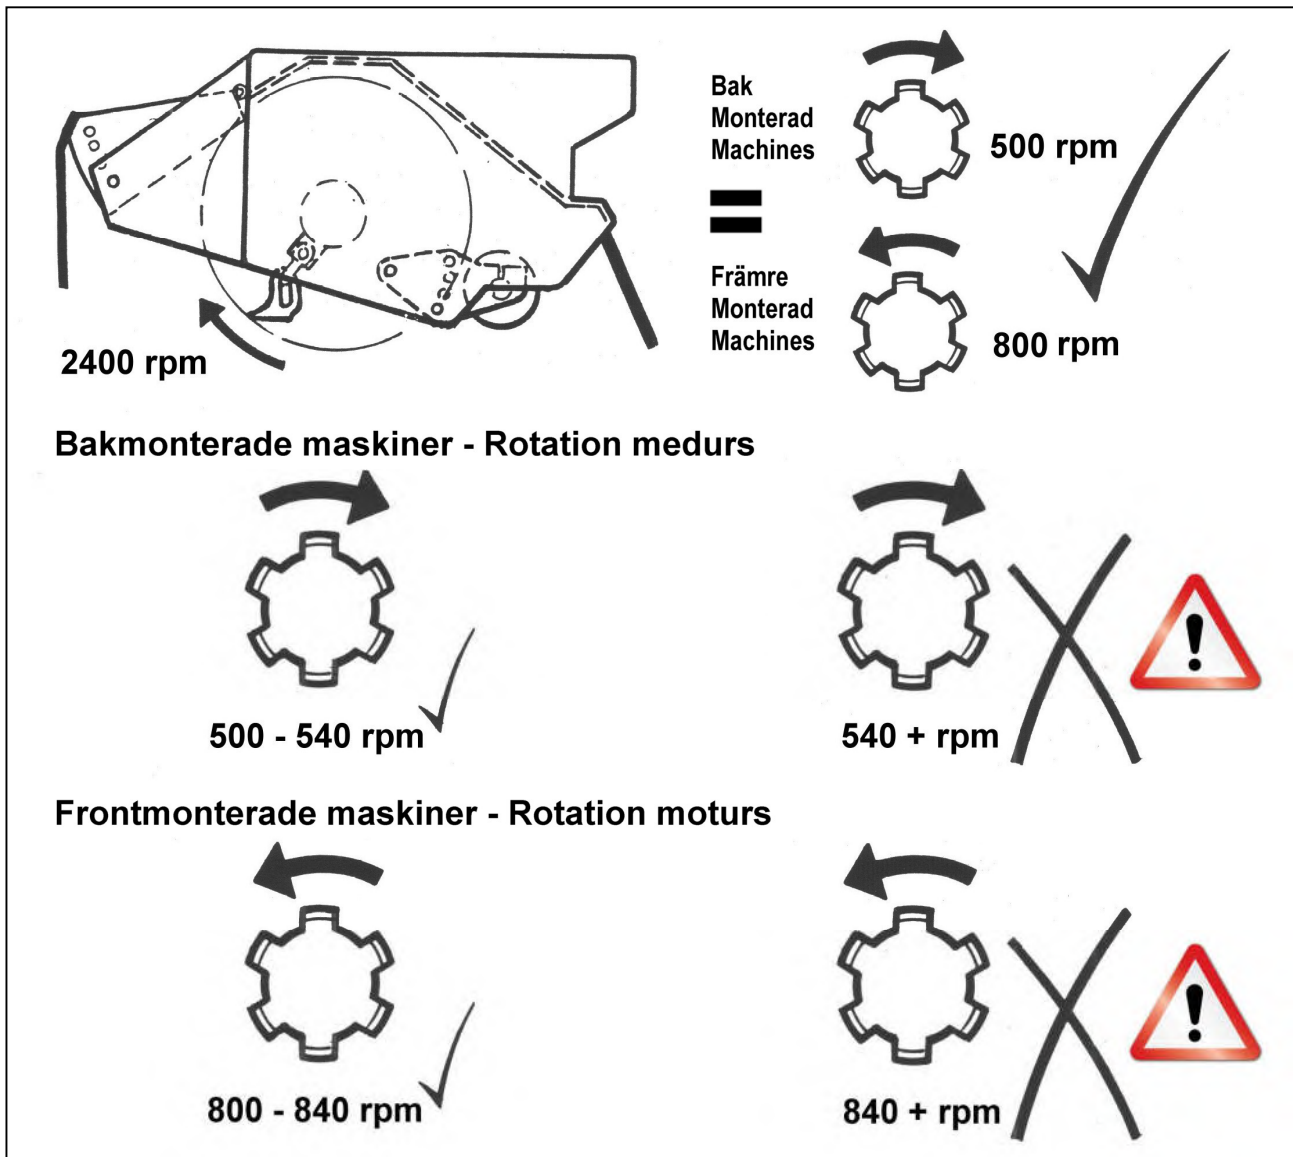 Bak
Monterad
Machines
500 rpm
Främre
Monterad
Machines
800 rpm
2400 rpm
Bakmonterade maskiner - Rotation medurs
500 - 540 rpm
540 + rpm
Frontmonterade maskiner - Rotation moturs
800 - 840 rpm
840 + rpm